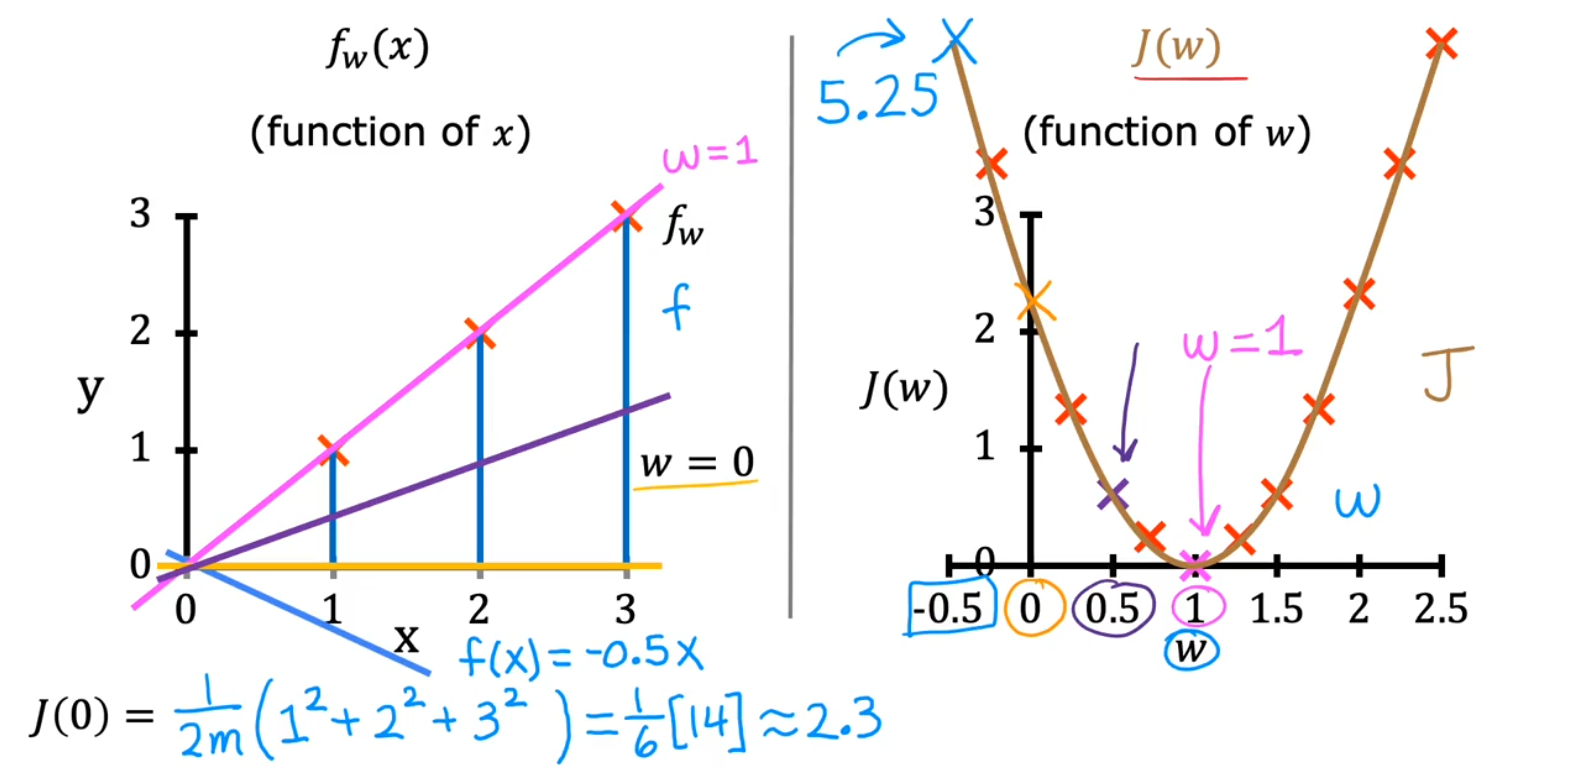 f_w(x)
(function of x)
w=1
3
f_w
f
2
y
1
w = 0
0
0 1 2 3
x
f(x) = -0.5x
J(0) = 1/2m (1² + 2² + 3² ) = 1/6 [14] ≈ 2.3
5.25
J(w)
(function of w)
3
2
w=1
J
J(w)
1
w
0
-0.5 0 0.5 1 1.5 2 2.5
w